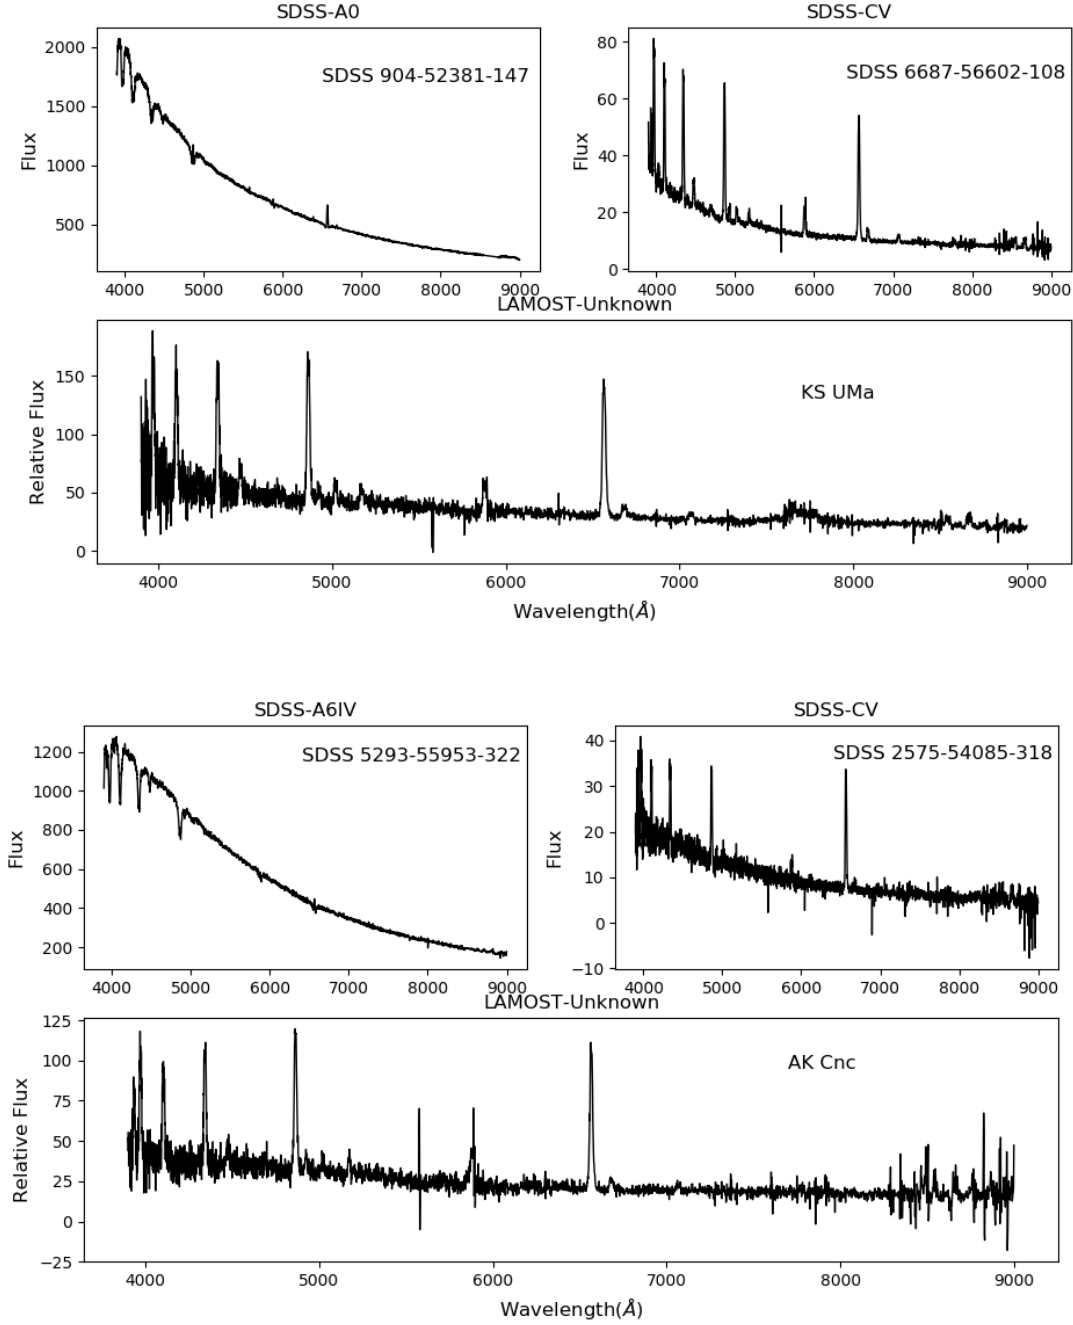 SDSS-A0
SDSS 904-52381-147
Flux
2000
1500
1000
500
4000 5000 6000 7000 8000 9000
SDSS-CV
SDSS 6687-56602-108
Flux
80
60
40
20
0
4000 5000 6000 7000 8000 9000
LAMOST-Unknown
KS UMa
Relative Flux
150
100
50
0
4000 5000 6000 7000 8000 9000
Wavelength(Å)
SDSS-A6IV
SDSS 5293-55953-322
Flux
1200
1000
800
600
400
200
4000 5000 6000 7000 8000 9000
SDSS-CV
SDSS 2575-54085-318
Flux
40
30
20
10
0
−10
4000 5000 6000 7000 8000 9000
LAMOST-Unknown
AK Cnc
Relative Flux
125
100
75
50
25
0
−25
4000 5000 6000 7000 8000 9000
Wavelength(Å)